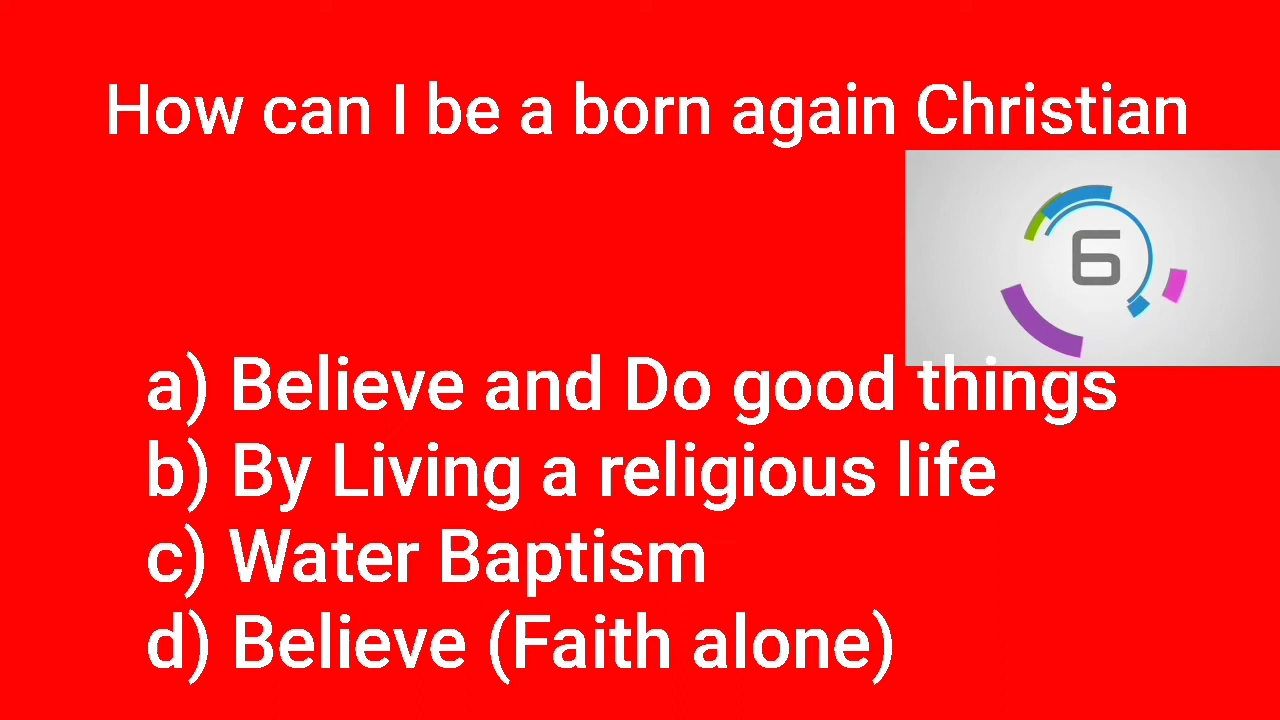 How can I be a born again Christian
6
a) Believe and Do good things
b) By Living a religious life
c) Water Baptism
d) Believe (Faith alone)